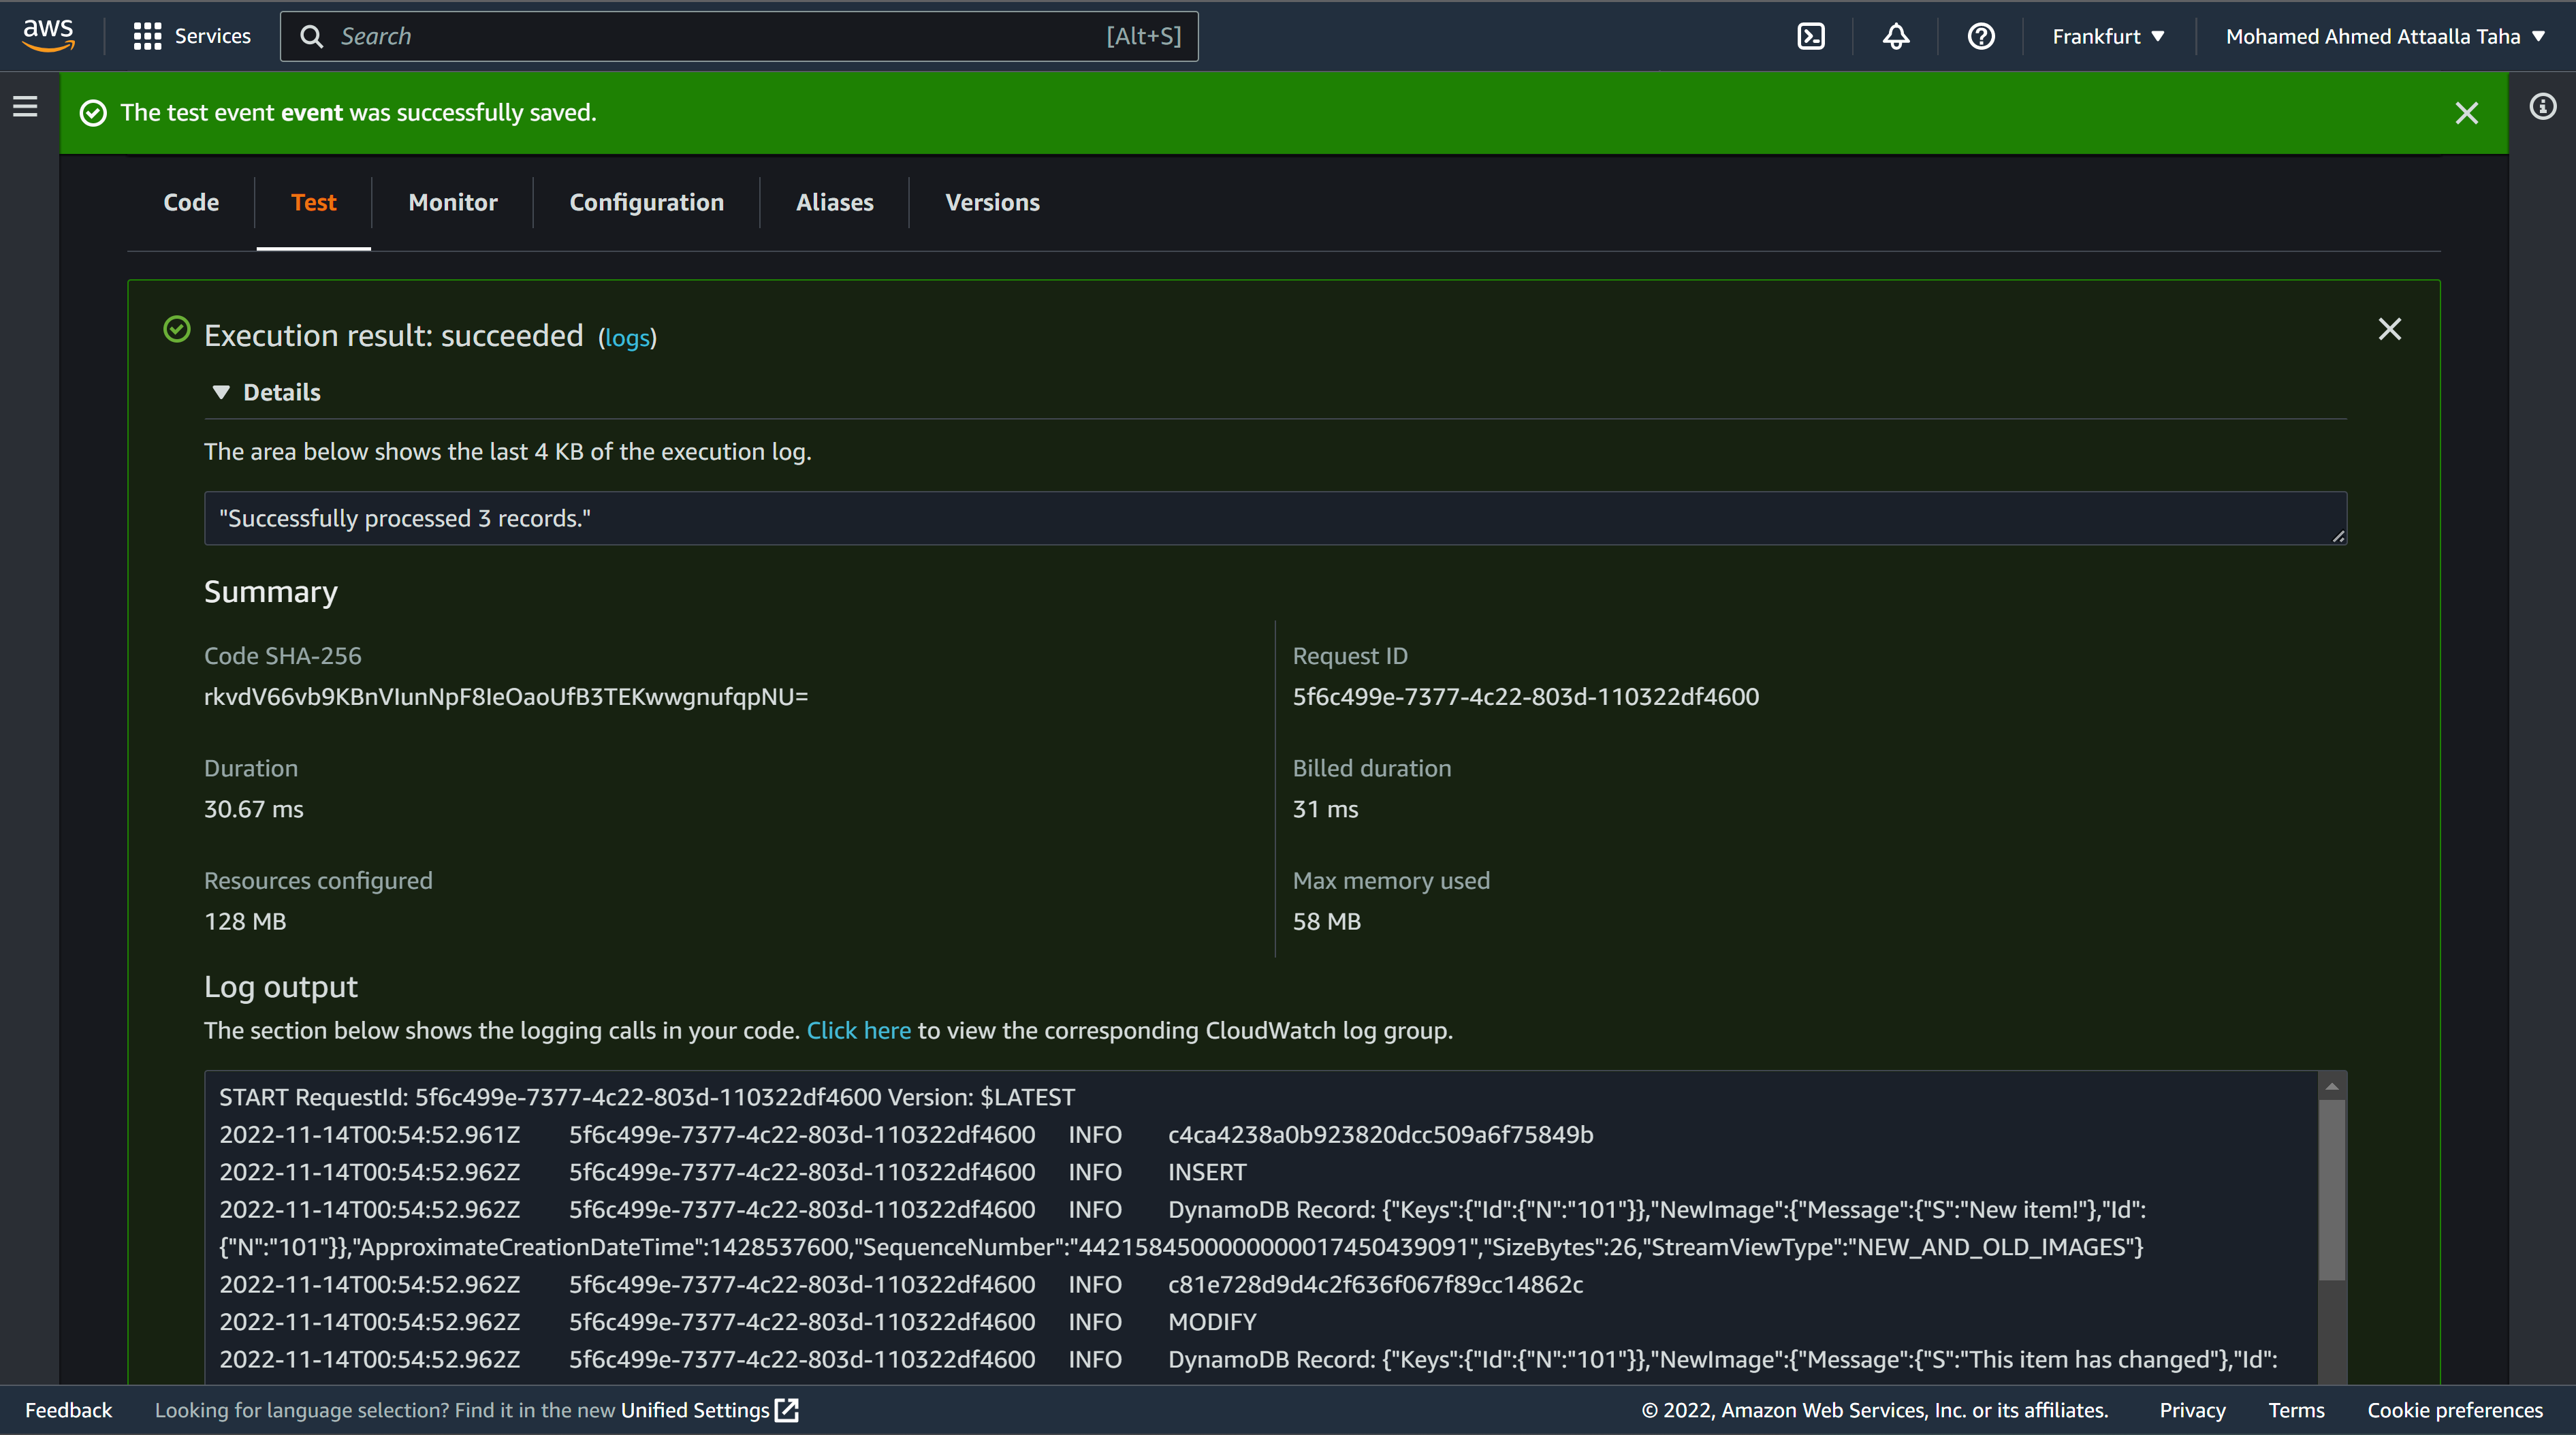 aws Services Search [Alt+S] Frankfurt ▼ Mohamed Ahmed Attaalla Taha ▼
The test event event was successfully saved.
Code Test Monitor Configuration Aliases Versions
Execution result: succeeded (logs)
▼ Details
The area below shows the last 4 KB of the execution log.
"Successfully processed 3 records."
Summary
Code SHA-256 Request ID
rkvdV66vb9KBnVIunNpF8IeOaoUfB3TEKwwgnufqpNU= 5f6c499e-7377-4c22-803d-110322df4600
Duration Billed duration
30.67 ms 31 ms
Resources configured Max memory used
128 MB 58 MB
Log output
The section below shows the logging calls in your code. Click here to view the corresponding CloudWatch log group.
START RequestId: 5f6c499e-7377-4c22-803d-110322df4600 Version: $LATEST
2022-11-14T00:54:52.961Z 5f6c499e-7377-4c22-803d-110322df4600 INFO c4ca4238a0b923820dcc509a6f75849b
2022-11-14T00:54:52.962Z 5f6c499e-7377-4c22-803d-110322df4600 INFO INSERT
2022-11-14T00:54:52.962Z 5f6c499e-7377-4c22-803d-110322df4600 INFO DynamoDB Record: {"Keys":{"Id":{"N":"101"}},"NewImage":{"Message":{"S":"New item!"},"Id":
{"N":"101"}},"ApproximateCreationDateTime":1428537600,"SequenceNumber":"4421584500000000017450439091","SizeBytes":26,"StreamViewType":"NEW_AND_OLD_IMAGES"}
2022-11-14T00:54:52.962Z 5f6c499e-7377-4c22-803d-110322df4600 INFO c81e728d9d4c2f636f067f89cc14862c
2022-11-14T00:54:52.962Z 5f6c499e-7377-4c22-803d-110322df4600 INFO MODIFY
2022-11-14T00:54:52.962Z 5f6c499e-7377-4c22-803d-110322df4600 INFO DynamoDB Record: {"Keys":{"Id":{"N":"101"}},"NewImage":{"Message":{"S":"This item has changed"},"Id":
Feedback Looking for language selection? Find it in the new Unified Settings © 2022, Amazon Web Services, Inc. or its affiliates. Privacy Terms Cookie preferences